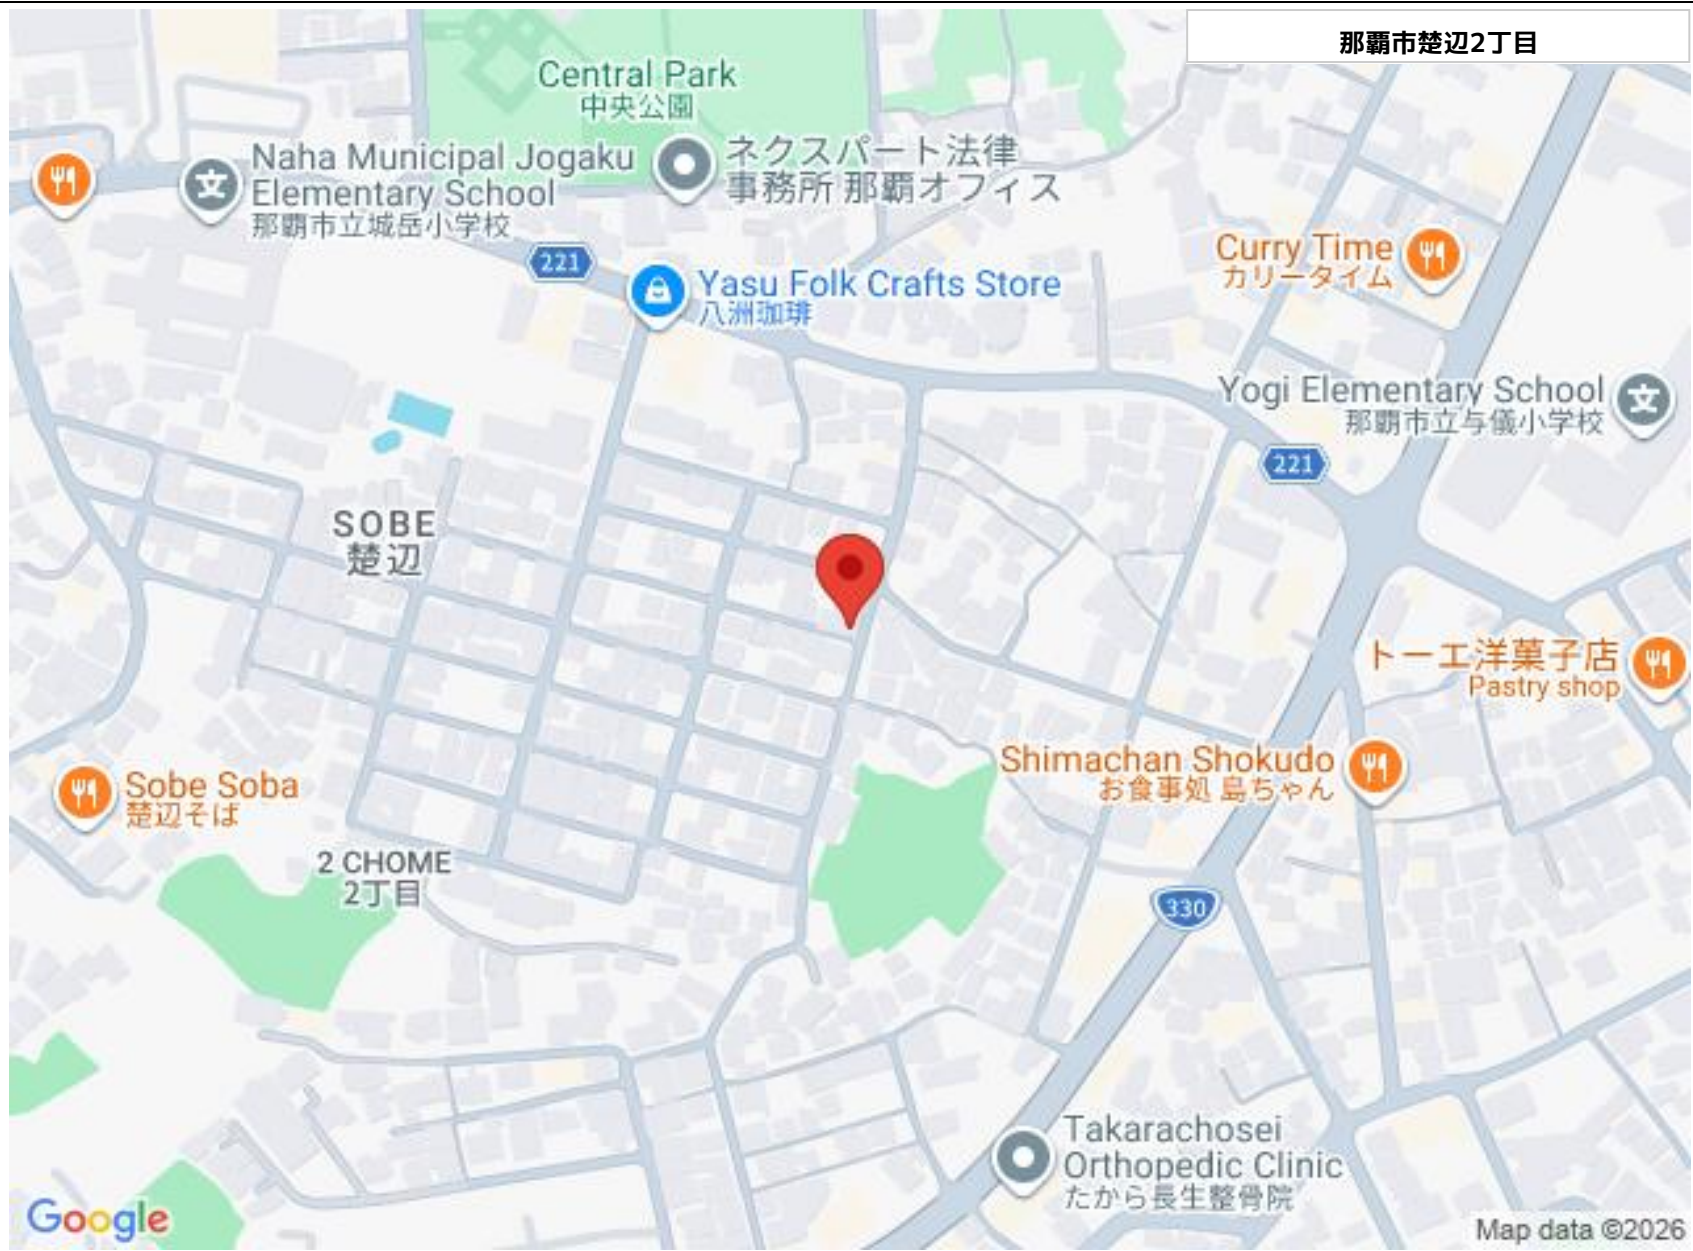 那覇市楚辺2丁目
Central Park
中央公園
Naha Municipal Jogaku
Elementary School
那覇市立城岳小学校
ネクスパート法律
事務所 那覇オフィス
221
Yasu Folk Crafts Store
八洲珈琲
Curry Time
カリータイム
Yogi Elementary School
那覇市立与儀小学校
221
SOBE
楚辺
トーエ洋菓子店
Pastry shop
Shimachan Shokudo
お食事処 島ちゃん
Sobe Soba
楚辺そば
2 CHOME
2丁目
330
Takarachosei
Orthopedic Clinic
たから長生整骨院
Google
Map data ©2026